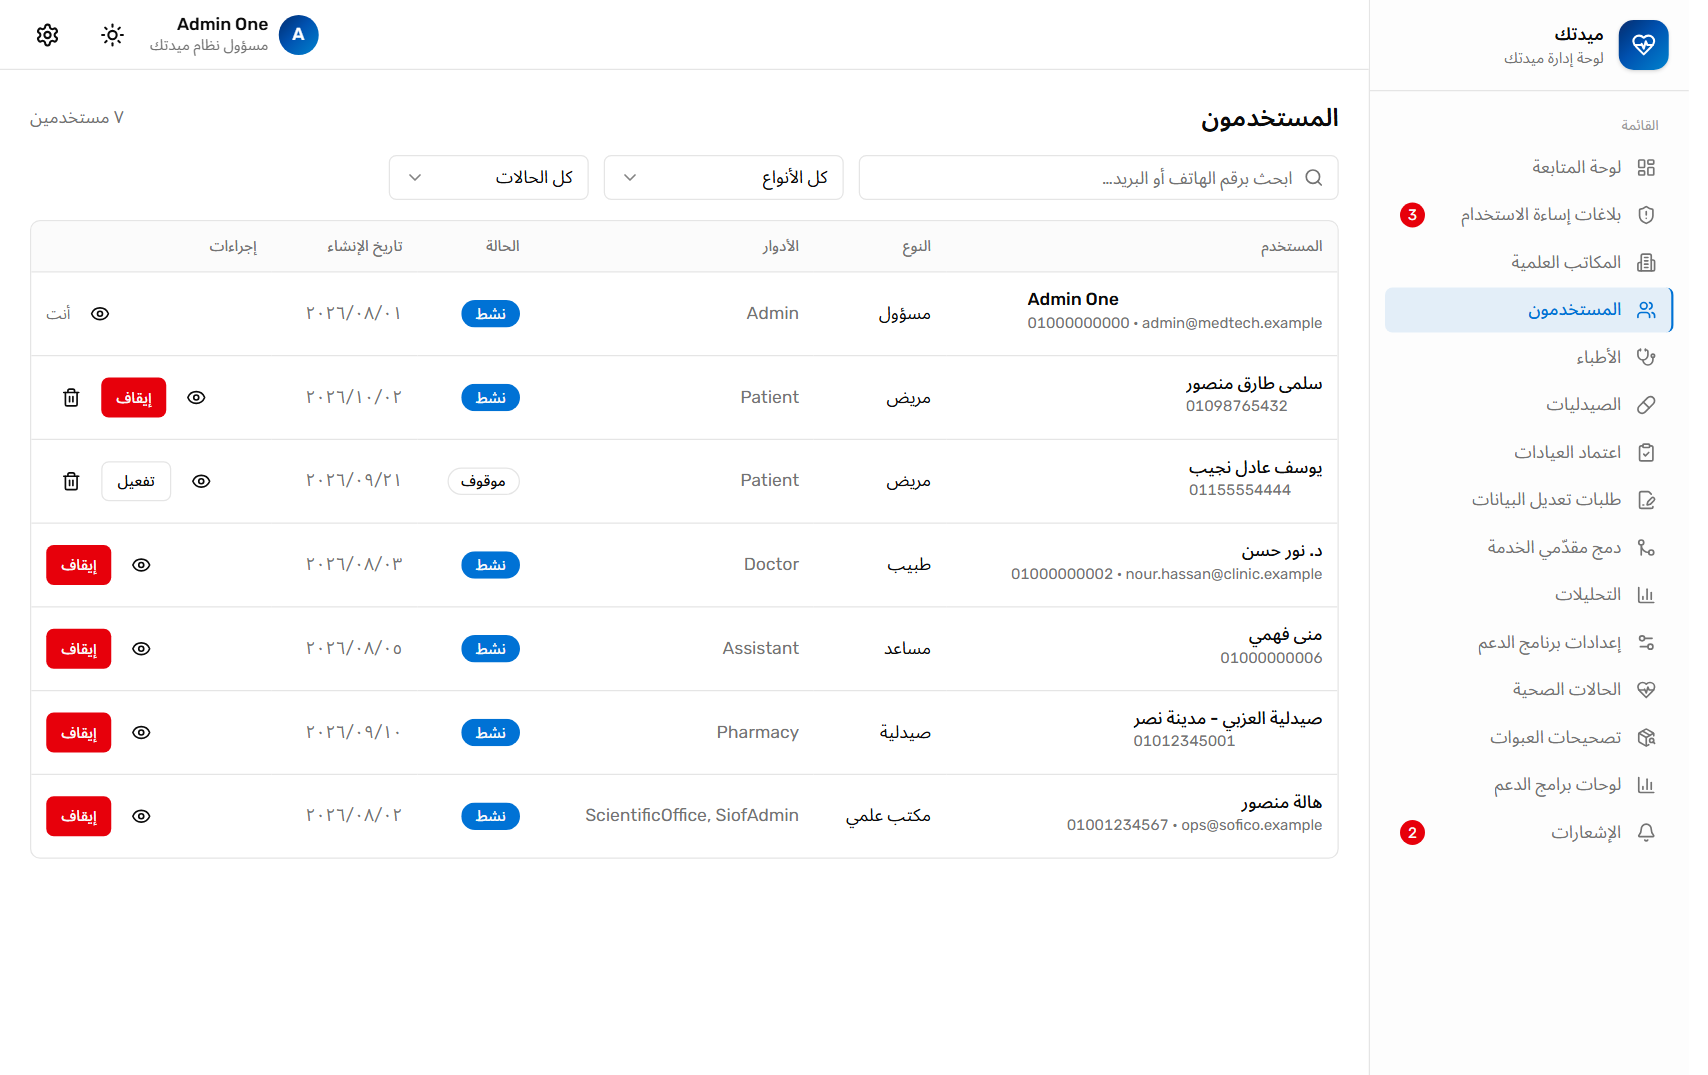 ميدتك
لوحة إدارة ميدتك
القائمة
لوحة المتابعة
بلاغات إساءة الاستخدام 3
المكاتب العلمية
المستخدمون
الأطباء
الصيدليات
اعتماد العيادات
طلبات تعديل البيانات
دمج مقدّمي الخدمة
التحليلات
إعدادات برنامج الدعم
الحالات الصحية
تصحيحات العبوات
لوحات برامج الدعم
الإشعارات 2
A
Admin One
مسؤول نظام ميدتك
المستخدمون
٧ مستخدمين
ابحث برقم الهاتف أو البريد...
كل الأنواع
كل الحالات
المستخدم النوع الأدوار الحالة تاريخ الإنشاء إجراءات
Admin One
01000000000 • admin@medtech.example
مسؤول Admin نشط ٢٠٢٦/٠٨/٠١ أنت
سلمى طارق منصور
01098765432
مريض Patient نشط ٢٠٢٦/١٠/٠٢ إيقاف
يوسف عادل نجيب
01155554444
مريض Patient موقوف ٢٠٢٦/٠٩/٢١ تفعيل
د. نور حسن
01000000002 • nour.hassan@clinic.example
طبيب Doctor نشط ٢٠٢٦/٠٨/٠٣ إيقاف
منى فهمي
01000000006
مساعد Assistant نشط ٢٠٢٦/٠٨/٠٥ إيقاف
صيدلية العزبي - مدينة نصر
01012345001
صيدلية Pharmacy نشط ٢٠٢٦/٠٩/١٠ إيقاف
هالة منصور
01001234567 • ops@sofico.example
مكتب علمي ScientificOffice, SiofAdmin نشط ٢٠٢٦/٠٨/٠٢ إيقاف